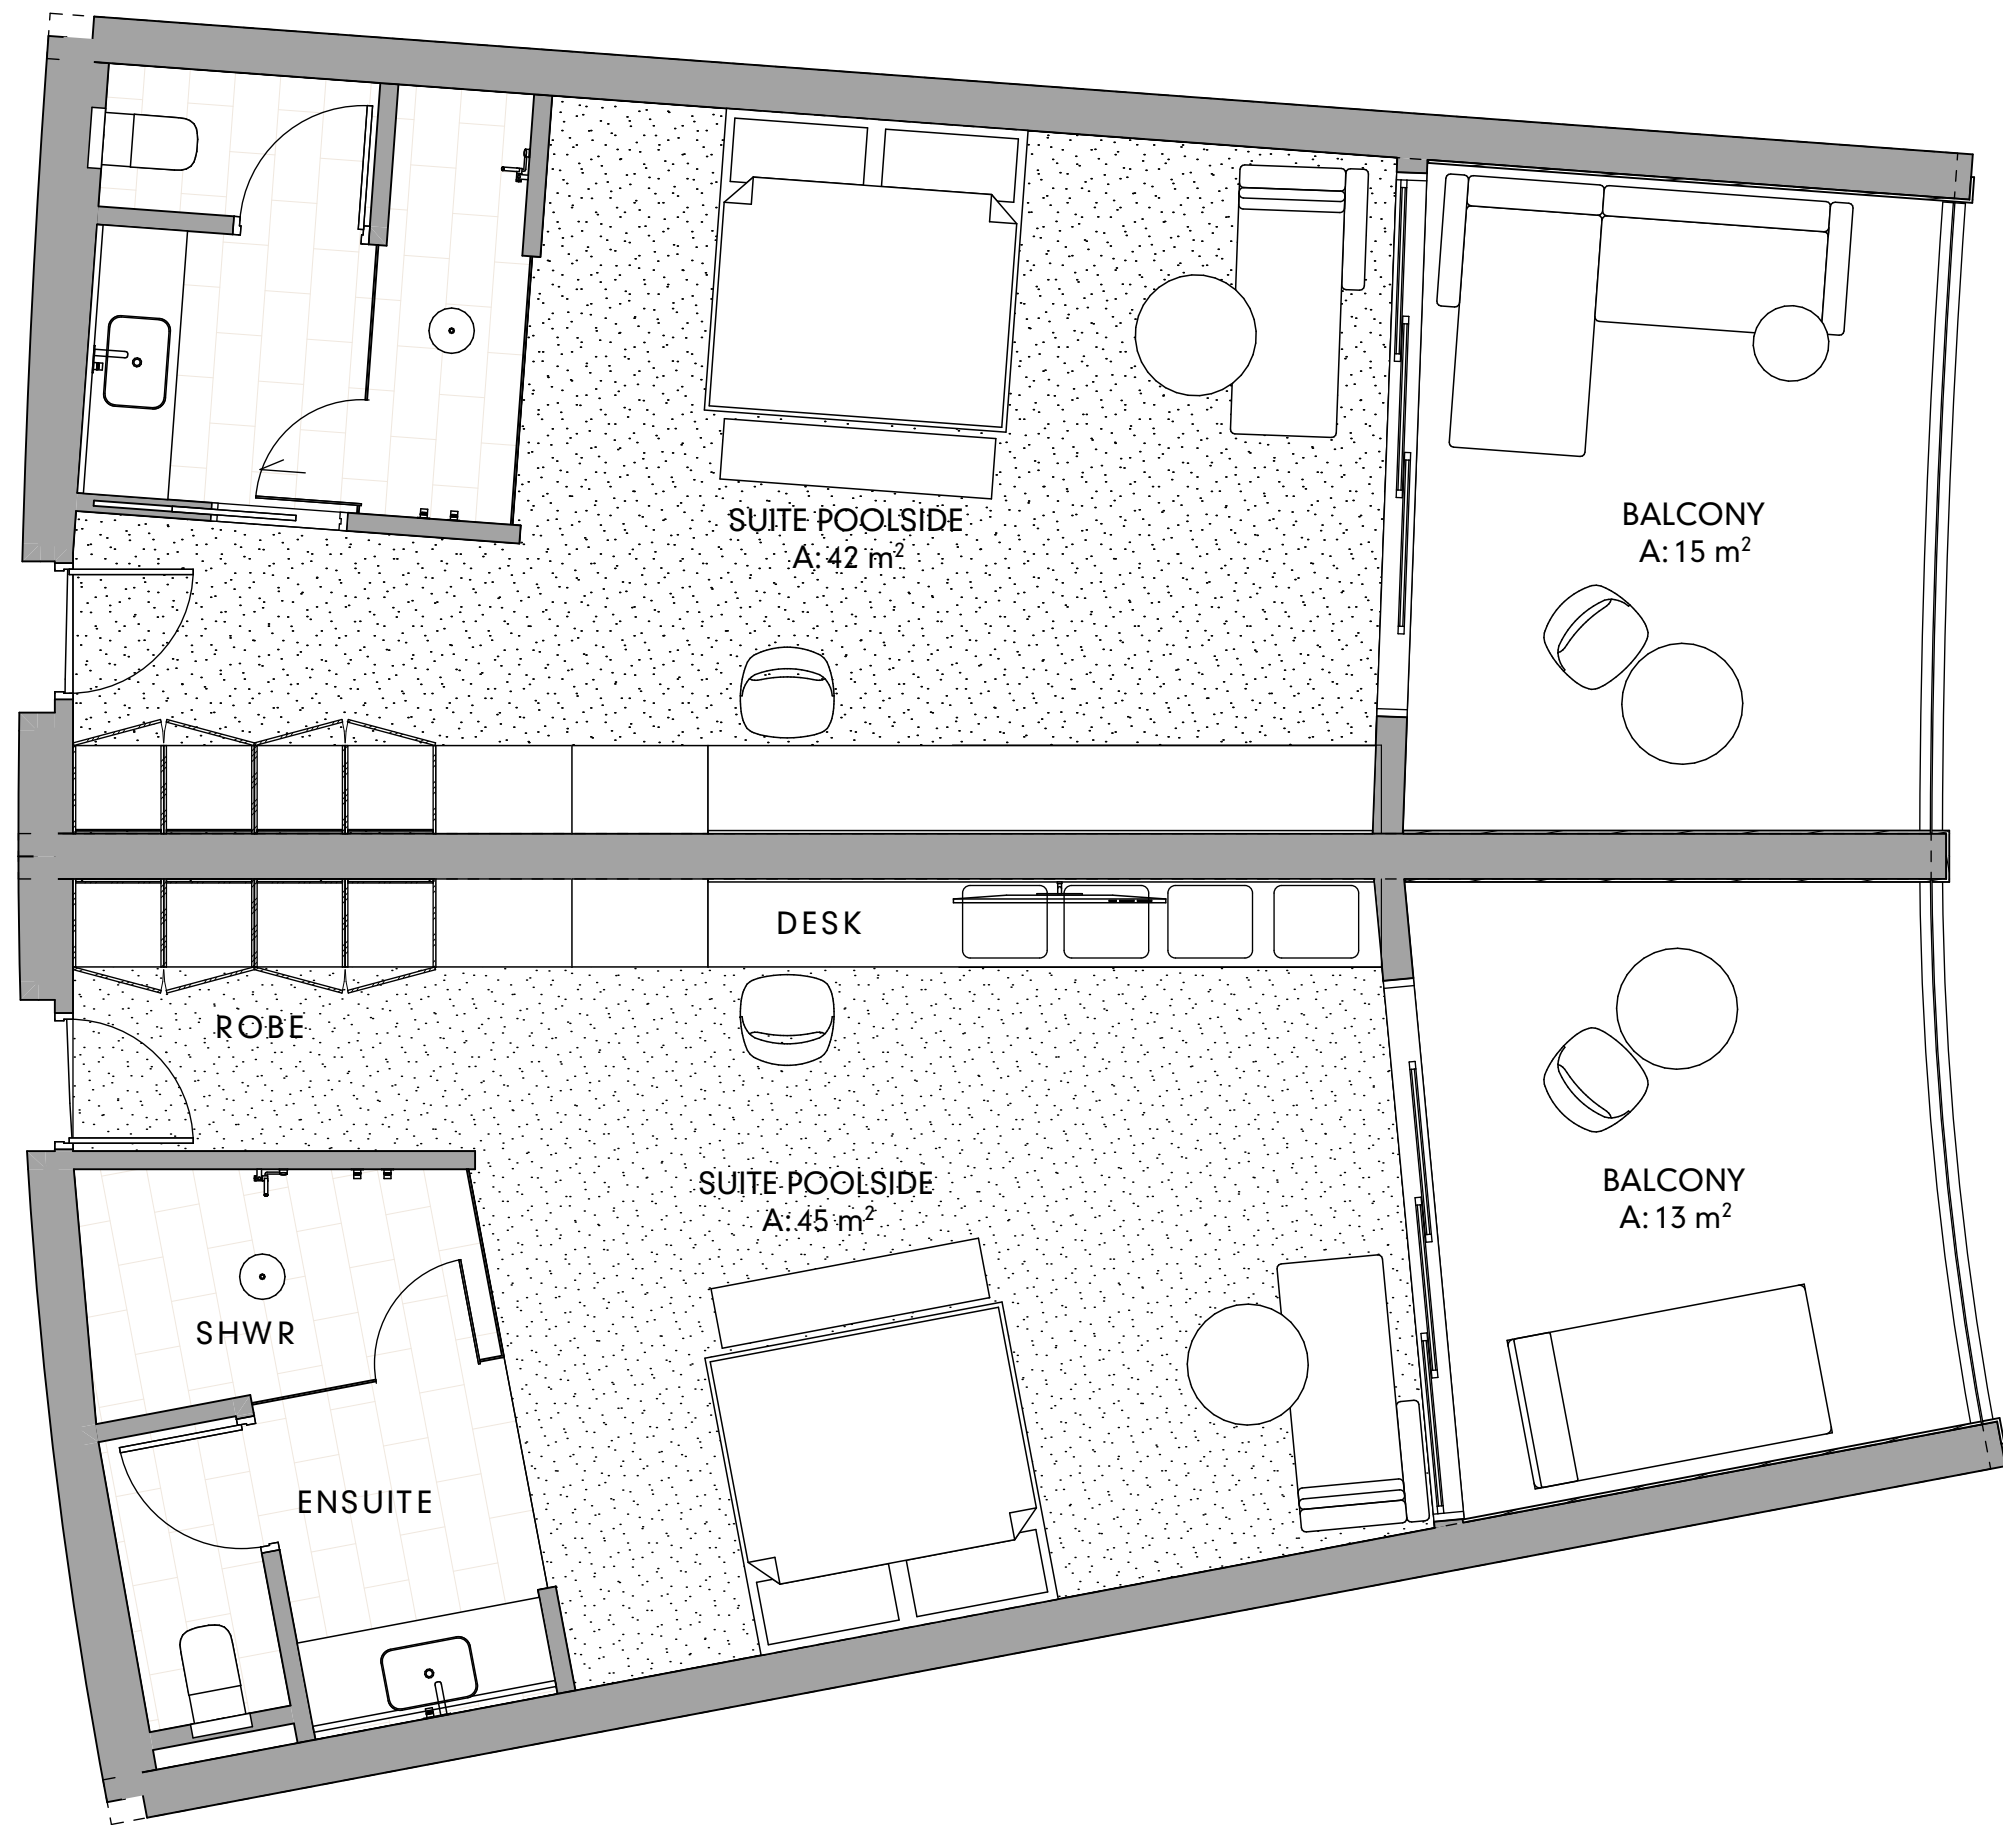 SUITE POOLSIDE
A: 42 m²
BALCONY
A: 15 m²
DESK
ROBE
SUITE POOLSIDE
A: 45 m²
BALCONY
A: 13 m²
SHWR
ENSUITE